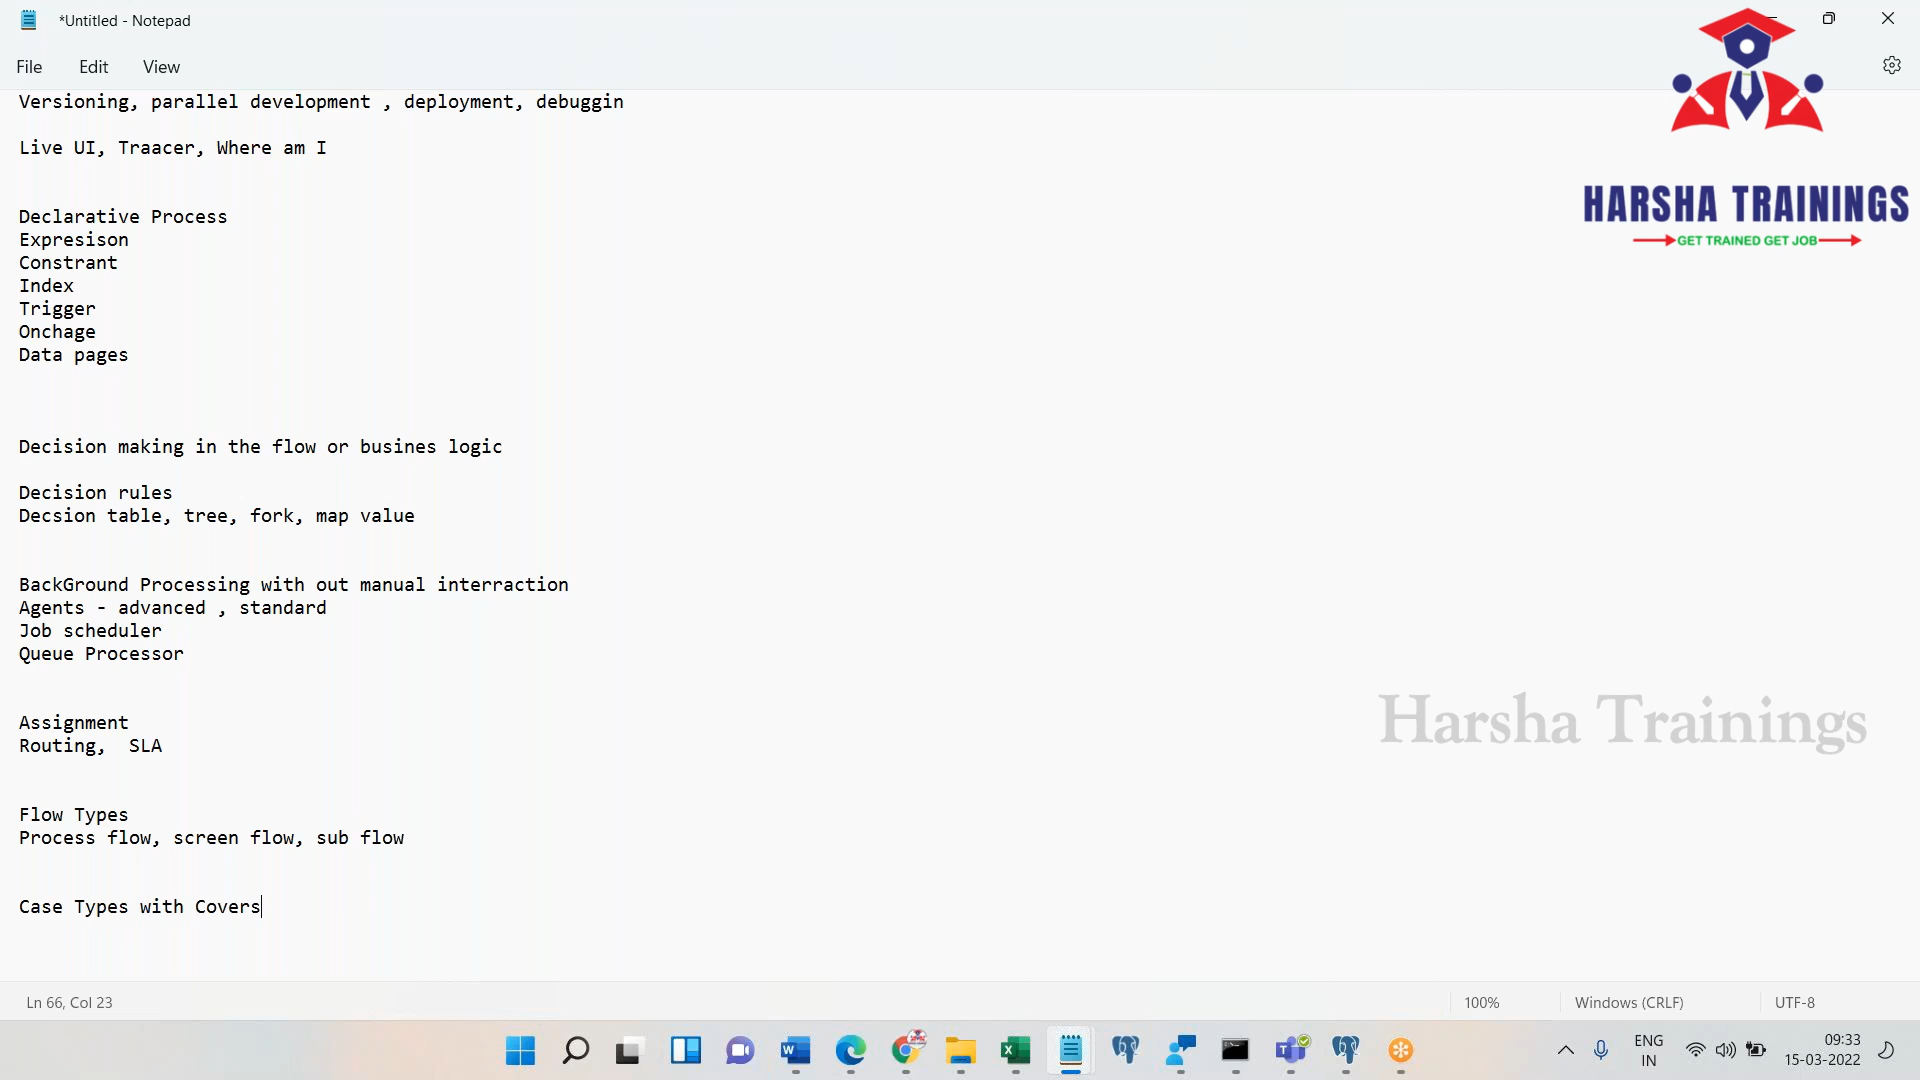 *Untitled - Notepad
File Edit View
Versioning, parallel development , deployment, debuggin
Live UI, Traacer, Where am I
Declarative Process
Expresison
Constrant
Index
Trigger
Onchage
Data pages
Decision making in the flow or busines logic
Decision rules
Decsion table, tree, fork, map value
BackGround Processing with out manual interraction
Agents - advanced , standard
Job scheduler
Queue Processor
Assignment
Routing,  SLA
Flow Types
Process flow, screen flow, sub flow
Case Types with Covers
HARSHA TRAININGS
GET TRAINED GET JOB
Harsha Trainings
Ln 66, Col 23 100% Windows (CRLF) UTF-8
ENG
IN
09:33
15-03-2022